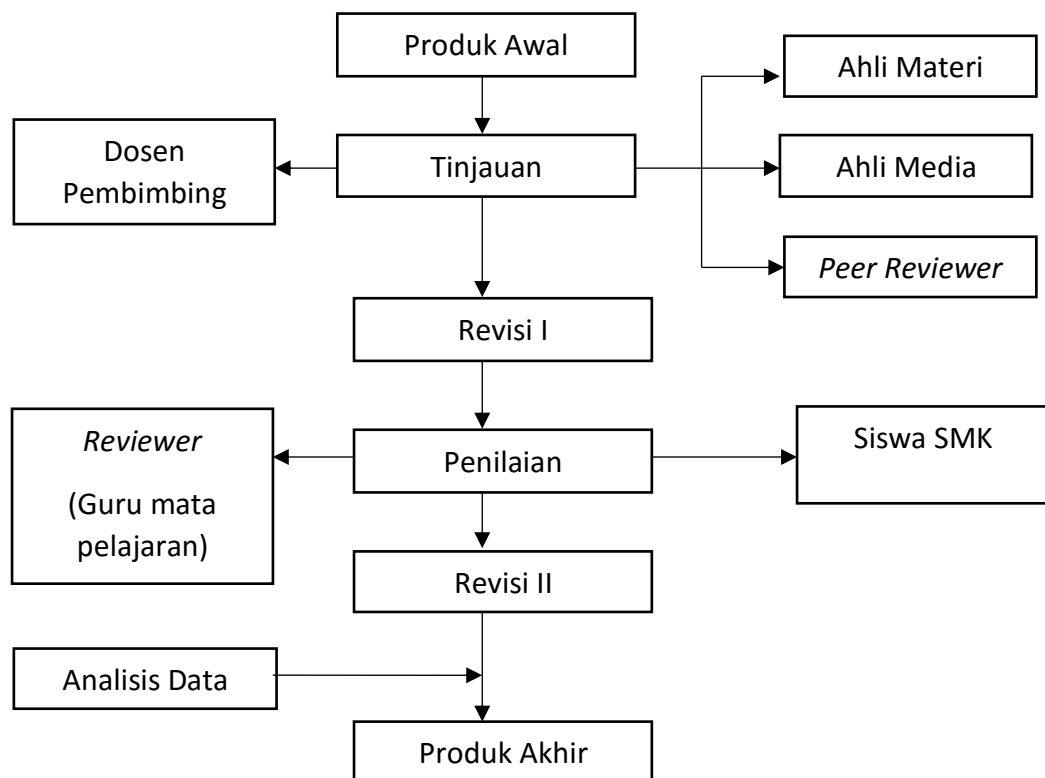 Produk Awal
Ahli Materi
Dosen
Pembimbing
Tinjauan
Ahli Media
Peer Reviewer
Revisi I
Reviewer
(Guru mata
pelajaran)
Penilaian
Siswa SMK
Revisi II
Analisis Data
Produk Akhir